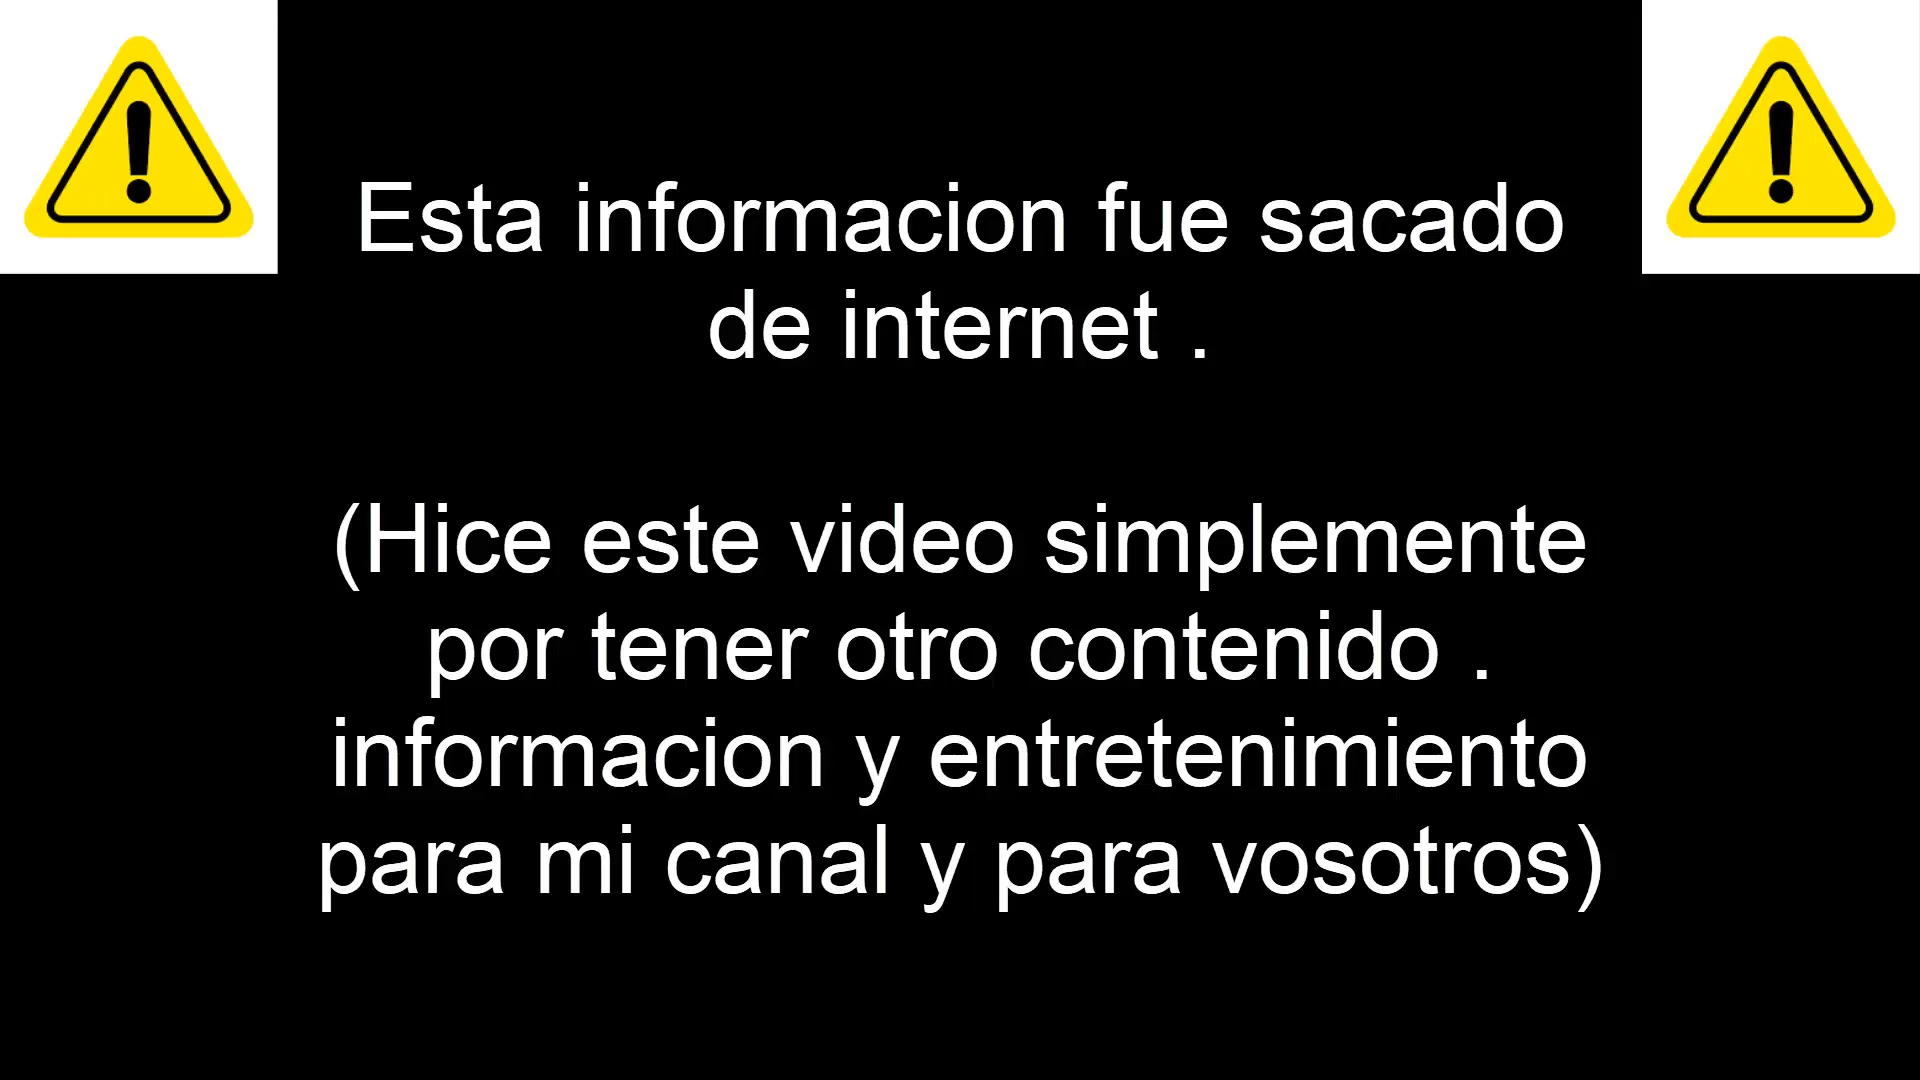 Esta informacion fue sacado
de internet .
(Hice este video simplemente
por tener otro contenido .
informacion y entretenimiento
para mi canal y para vosotros)